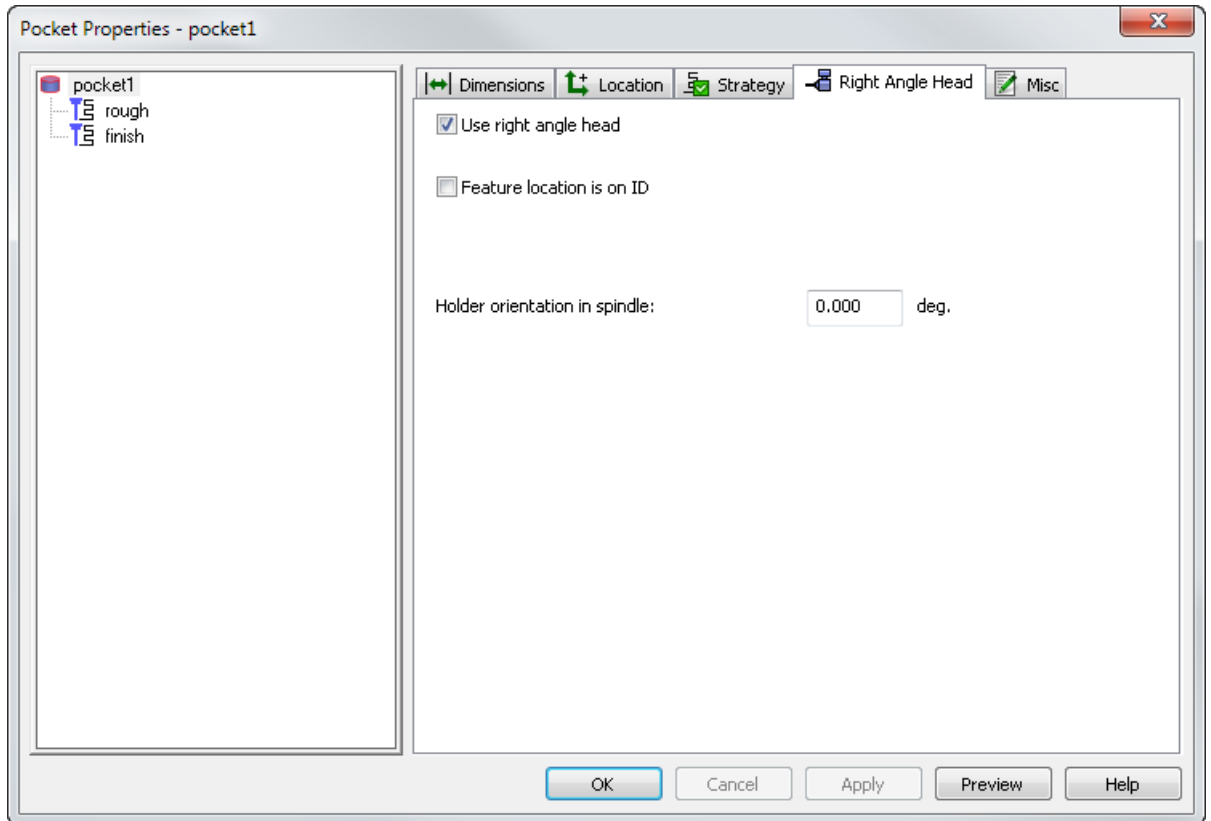 Pocket Properties - pocket1
pocket1
rough
finish
Dimensions Location Strategy Right Angle Head Misc
Use right angle head
Feature location is on ID
Holder orientation in spindle: 0.000 deg.
OK Cancel Apply Preview Help